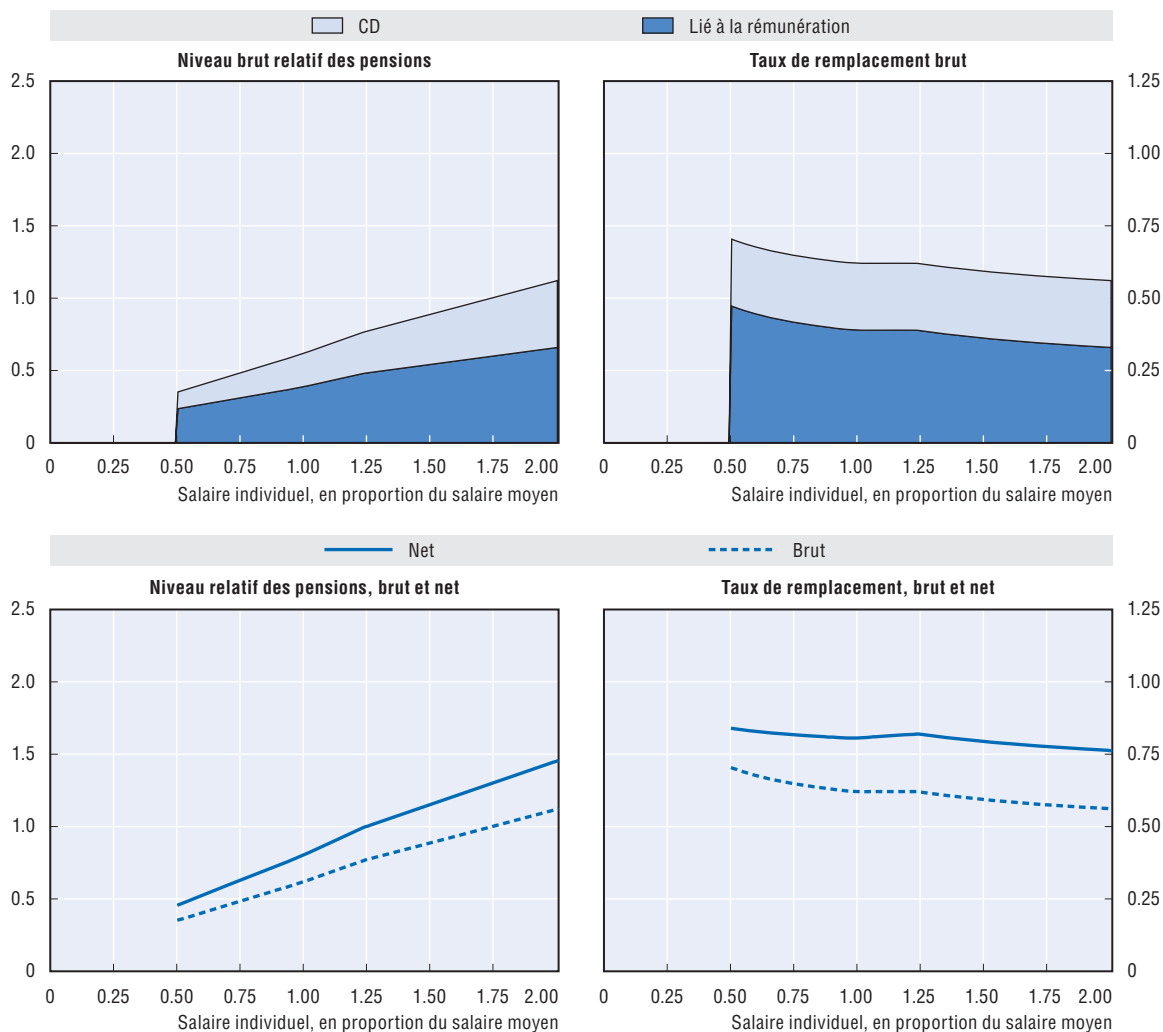 CD Lié à la rémunération
Niveau brut relatif des pensions Taux de remplacement brut
2.5 1.25
2.0 1.00
1.5 0.75
1.0 0.50
0.5 0.25
0 0
0 0.25 0.50 0.75 1.00 1.25 1.50 1.75 2.00 0 0.25 0.50 0.75 1.00 1.25 1.50 1.75 2.00
Salaire individuel, en proportion du salaire moyen Salaire individuel, en proportion du salaire moyen
Net Brut
Niveau relatif des pensions, brut et net Taux de remplacement, brut et net
2.5 1.25
2.0 1.00
1.5 0.75
1.0 0.50
0.5 0.25
0 0
0 0.25 0.50 0.75 1.00 1.25 1.50 1.75 2.00 0 0.25 0.50 0.75 1.00 1.25 1.50 1.75 2.00
Salaire individuel, en proportion du salaire moyen Salaire individuel, en proportion du salaire moyen